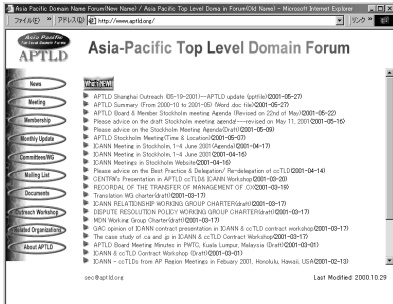 Asia Pacific Domain Name Forum(New Name) / Asia Pacific Top Level Domain Forum(Old Name) - Microsoft Internet Explorer
ファイル(F) » アドレス(D) http://www.aptld.org/ リンク »
Asia Pacific
Top Level Domain Forum
APTLD
Asia-Pacific Top Level Domain Forum
News
Meeting
Membership
Monthly Update
Committees/WG
Mailing List
Documents
Outreach Workshop
Related Organizations
About APTLD
What's NEW!
APTLD Shanghai Outreach (05-19-2001)--APTLD update (pptfile)(2001-05-27)
APTLD Summary (From 2000-10 to 2001-05) (Word doc file)(2001-05-27)
APTLD Board & Member Stockholm meeting Agenda (Revised on 22nd of May)(2001-05-22)
Please advice on the draft Stockholm meeting agenda!---revised on May 11, 2001(2001-05-16)
Please advice on Stockholm Meeting Agenda(Draft)(2001-05-09)
APTLD Stockholm Meeting(Time & Location)(2001-05-07)
ICANN Meeting in Stockholm, 1-4 June 2001(Agenda)(2001-04-17)
ICANN Meeting in Stockholm, 1-4 June 2001(2001-04-16)
ICANN Meetings in Stockholm Website(2001-04-16)
Please advice on the Best Practice & Delegation/ Re-delegation of ccTLD(2001-04-14)
CENTR's Presentation in APTLD ccTLD& ICANN Workshop(2001-03-20)
RECORDAL OF THE TRANSFER OF MANAGEMENT OF .CX(2001-03-19)
Translation WG charter(draft)(2001-03-17)
ICANN RELATIONSHIP WORKING GROUP CHARTER(draft)(2001-03-17)
DISPUTE RESOLUTION POLICY WORKING GROUP CHARTER(draft)(2001-03-17)
MDN Working Group Charter(draft)(2001-03-17)
GAC opinion of ICANN contract presentation in ICANN & ccTLD contract workshop(2001-03-17)
The case study of .ca and .jp in ICANN & ccTLD Contract Workshop(2001-03-17)
APTLD Board Meeting Minutes in PWTC, Kuala Lumpur, Malaysia (Draft)(2001-03-01)
ICANN & ccTLD Contract Workshop (Draft)(2001-03-01)
ICANN - ccTLDs from AP Region Meetings in Febuary 2001, Honolulu, Hawaii, USA(2001-02-13)
sec@aptld.org Last Modified: 2000.10.29